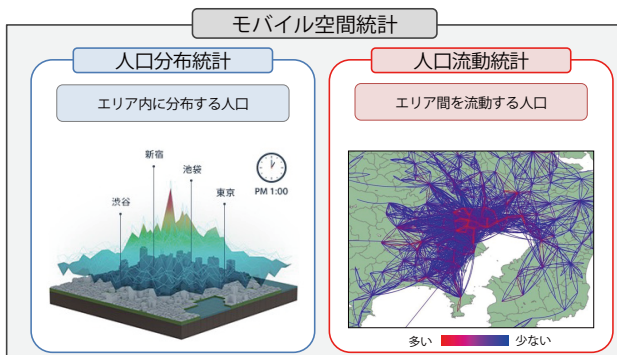 モバイル空間統計
人口分布統計
エリア内に分布する人口
新宿
池袋
渋谷
東京
PM 1:00
人口流動統計
エリア間を流動する人口
多い 少ない